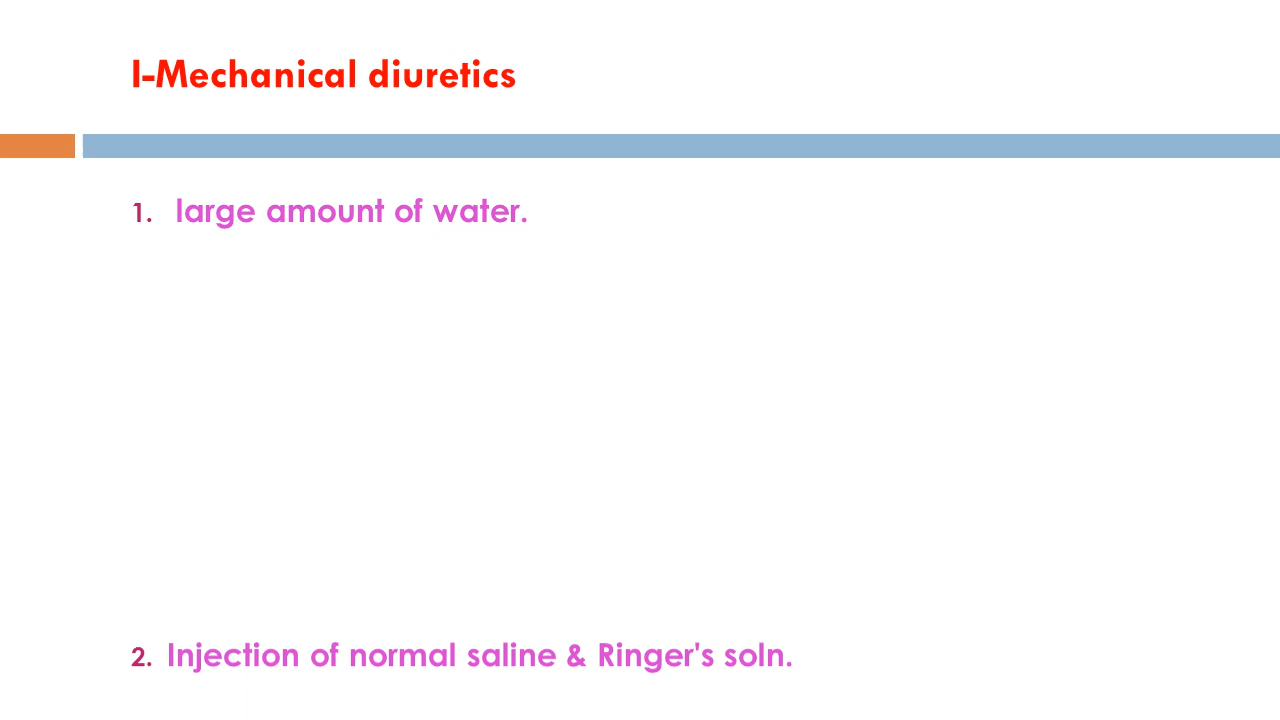 I-Mechanical diuretics
1. large amount of water.
2. Injection of normal saline & Ringer's soln.